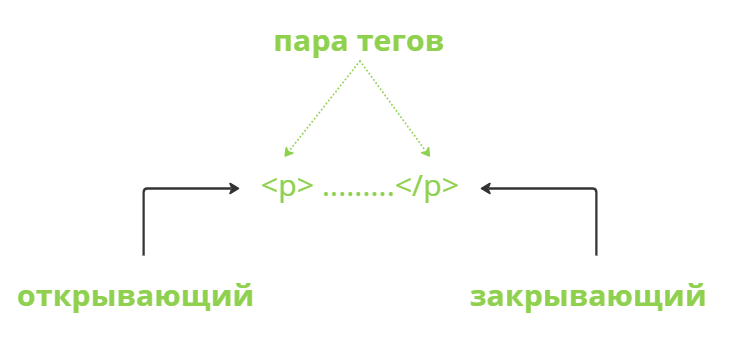 пара тегов
<p> .........</p>
открывающий
закрывающий